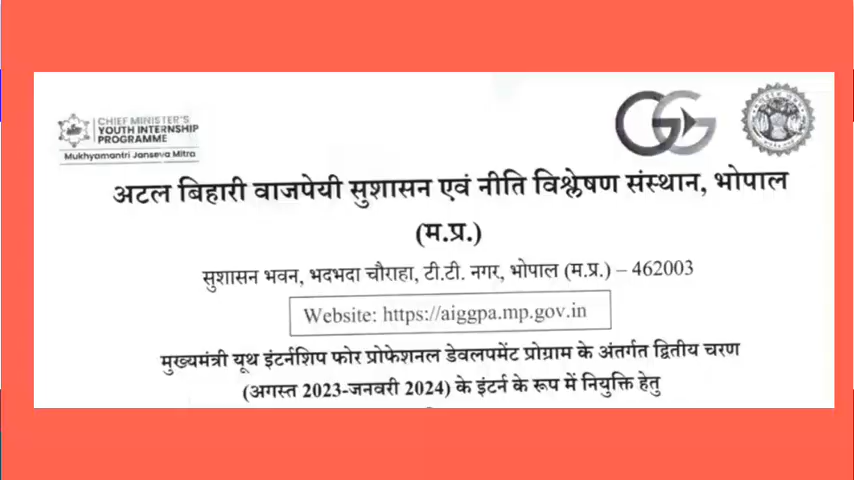 CHIEF MINISTER'S
YOUTH INTERNSHIP
PROGRAMME
Mukhyamantri Janseva Mitra
अटल बिहारी वाजपेयी सुशासन एवं नीति विश्लेषण संस्थान, भोपाल
(म.प्र.)
सुशासन भवन, भदभदा चौराहा, टी.टी. नगर, भोपाल (म.प्र.) – 462003
Website: https://aiggpa.mp.gov.in
मुख्यमंत्री यूथ इंटर्नशिप फोर प्रोफेशनल डेवलपमेंट प्रोग्राम के अंतर्गत द्वितीय चरण
(अगस्त 2023-जनवरी 2024) के इंटर्न के रूप में नियुक्ति हेतु